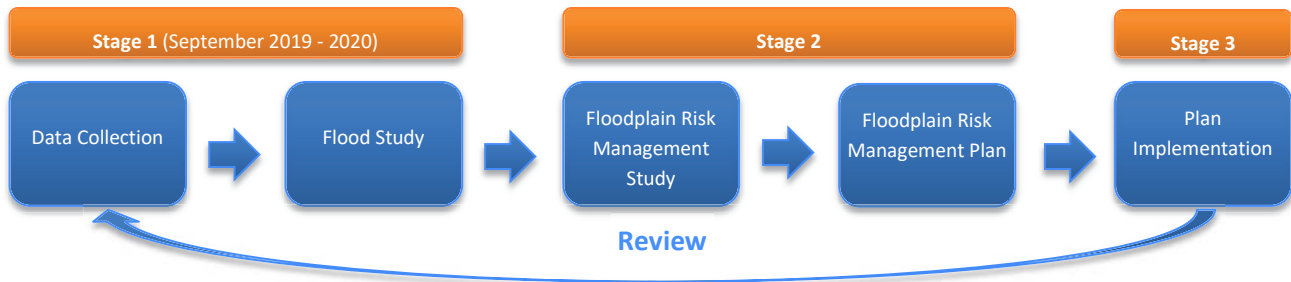 Stage 1 (September 2019 - 2020)
Stage 2
Stage 3
Data Collection
Flood Study
Floodplain Risk
Management
Study
Floodplain Risk
Management Plan
Plan
Implementation
Review